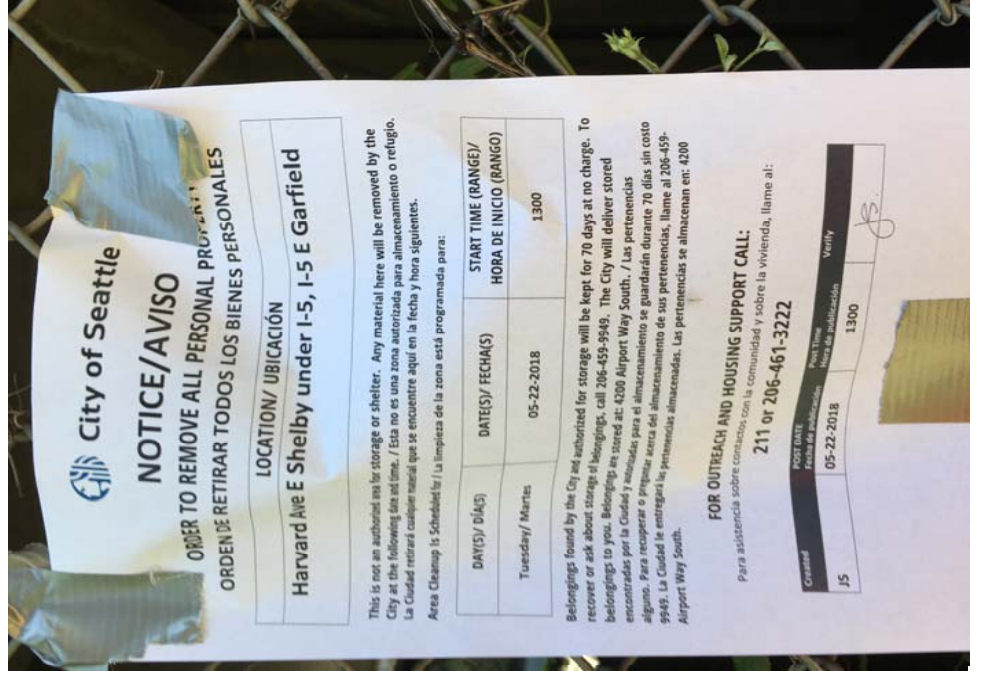 City of Seattle
NOTICE/AVISO
ORDER TO REMOVE ALL PERSONAL PROPERTY
ORDEN DE RETIRAR TODOS LOS BIENES PERSONALES
LOCATION/ UBICACIÓN
Harvard Ave E Shelby under I-5, I-5 E Garfield
This is not an authorized area for storage or shelter. Any material here will be removed by the
City at the following date and time. / Esta no es una zona autorizada para almacenamiento o refugio.
La Ciudad retirará cualquier material que se encuentre aquí en la fecha y hora siguientes.
Area Cleanup Is Scheduled for / La limpieza de la zona está programada para:
DAY(S)/ DÍA(S) DATE(S)/ FECHA(S) START TIME (RANGE)/
HORA DE INICIO (RANGO)
Tuesday/ Martes 05-22-2018 1300
Belongings found by the City and authorized for storage will be kept for 70 days at no charge. To
recover or ask about storage of belongings, call 206-459-9949. The City will deliver stored
belongings to you. Belongings are stored at: 4200 Airport Way South. / Las pertenencias
encontradas por la Ciudad y autorizadas para el almacenamiento se guardarán durante 70 días sin costo
alguno. Para recuperar o preguntar acerca del almacenamiento de sus pertenencias, llame al 206-459-
9949. La Ciudad le entregará las pertenencias almacenadas. Las pertenencias se almacenan en: 4200
Airport Way South.
FOR OUTREACH AND HOUSING SUPPORT CALL:
Para asistencia sobre contactos con la comunidad y sobre la vivienda, llame al:
211 or 206-461-3222
Created POST DATE Post Time Verify
Fecha de publicación Hora de publicación
JS 05-22-2018 1300 JS.